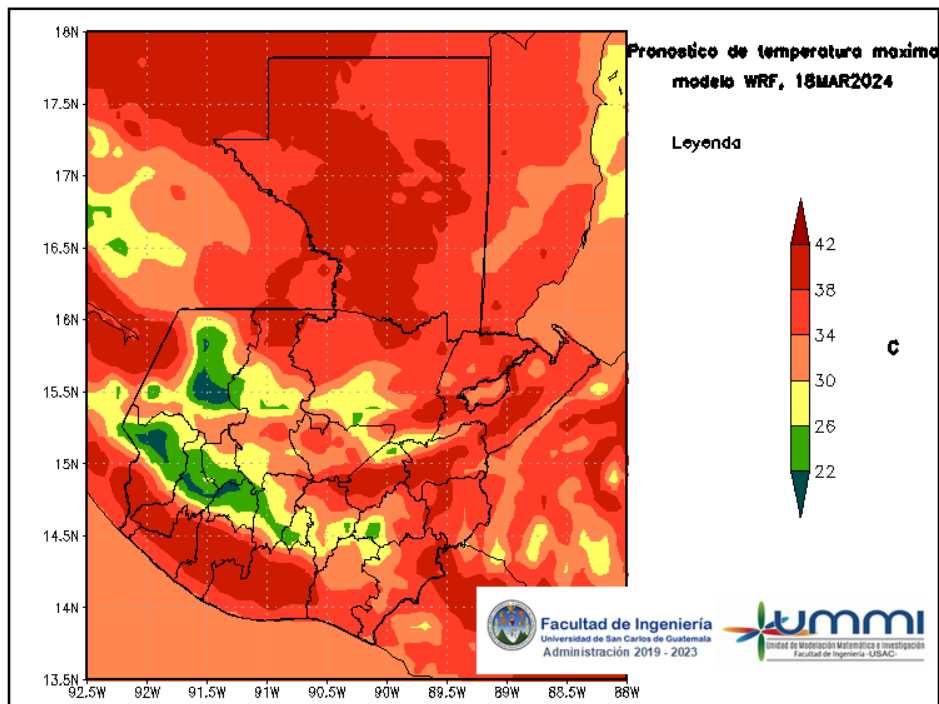 Pronostico de temperatura maxima
modelo WRF, 18MAR2024
Leyenda
42
38
34
30
26
22
C
18N
17.5N
17N
16.5N
16N
15.5N
15N
14.5N
14N
13.5N
92.5W 92W 91.5W 91W 90.5W 90W 89.5W 89W 88.5W 88W
Facultad de Ingeniería
Universidad de San Carlos de Guatemala
Administración 2019 - 2023
UMMI
Unidad de Modelación Matemática e Investigación
Facultad de Ingeniería -USAC-